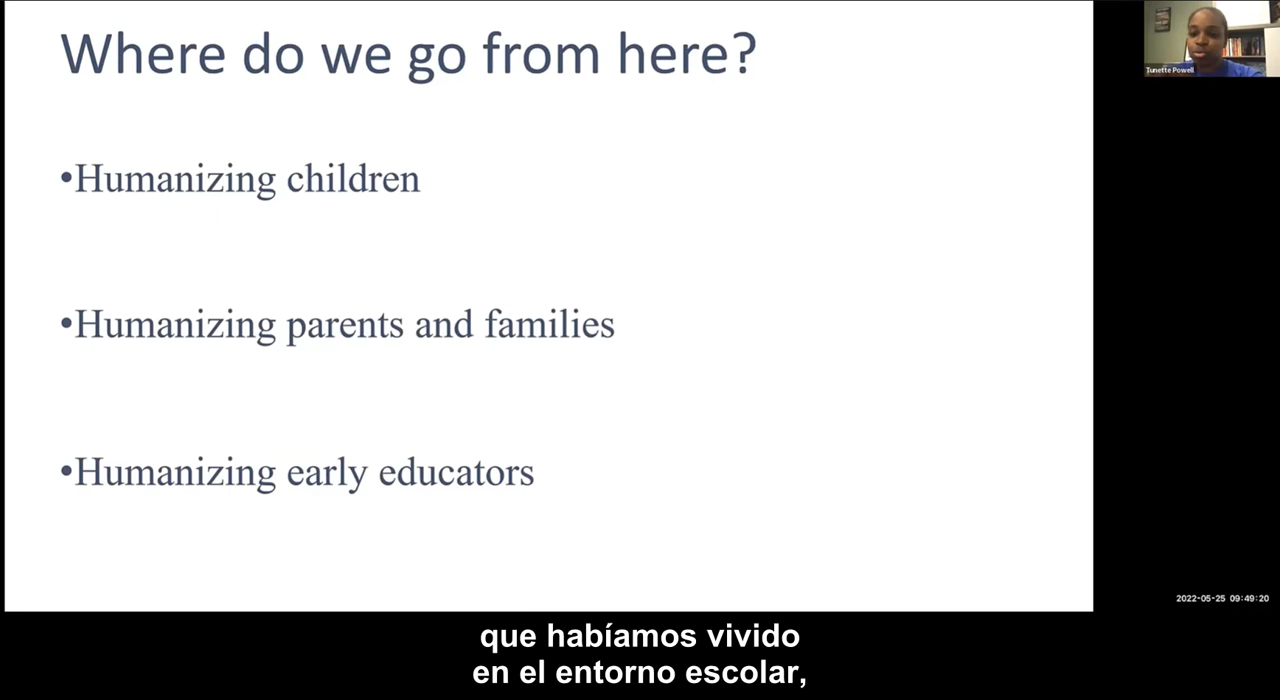 Where do we go from here?
Tunette Powell
•Humanizing children
•Humanizing parents and families
•Humanizing early educators
2022-05-25 09:49:20
que habíamos vivido
en el entorno escolar,